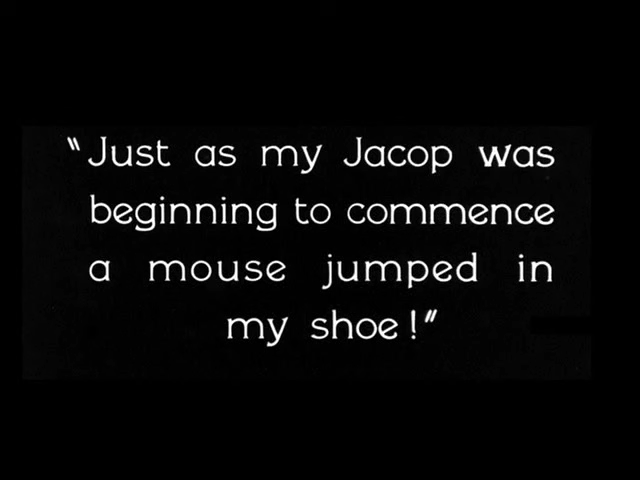 "Just as my Jacop was
beginning to commence
a mouse jumped in
my shoe!"